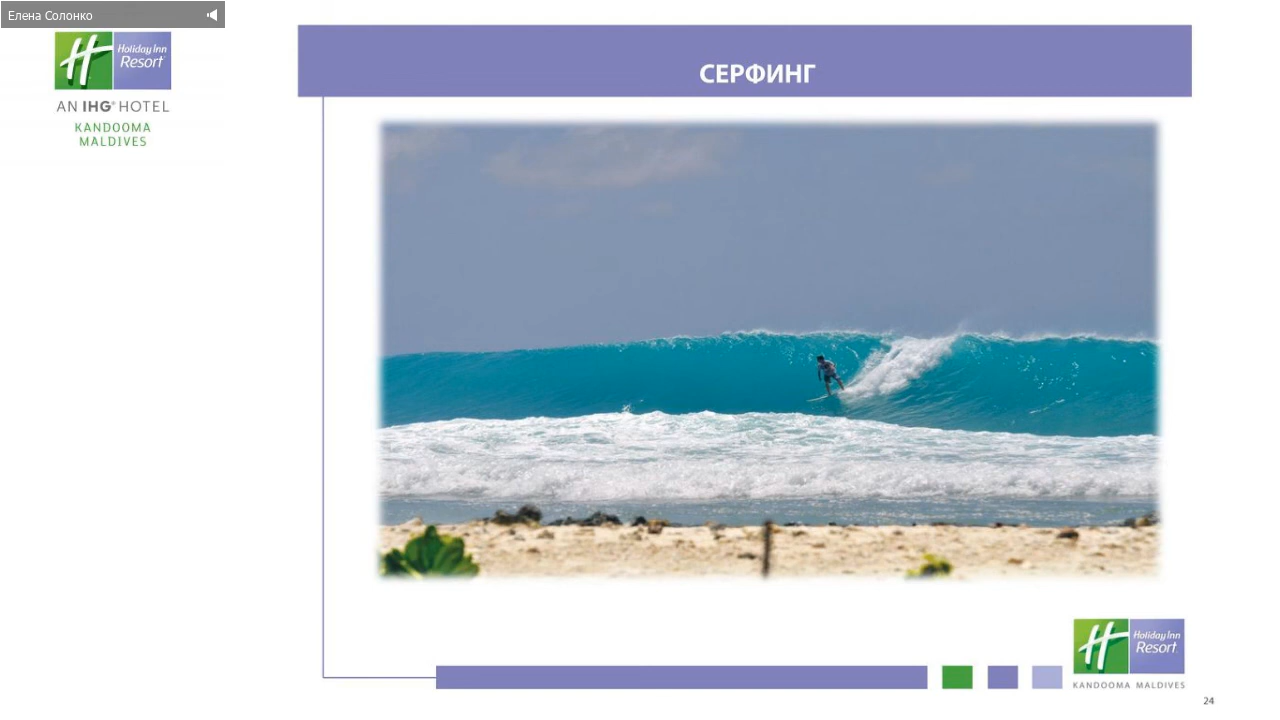 Елена Солонко
Holiday Inn
Resort
AN IHG® HOTEL
KANDOOMA
MALDIVES
СЕРФИНГ
Holiday Inn
Resort
KANDOOMA MALDIVES
24